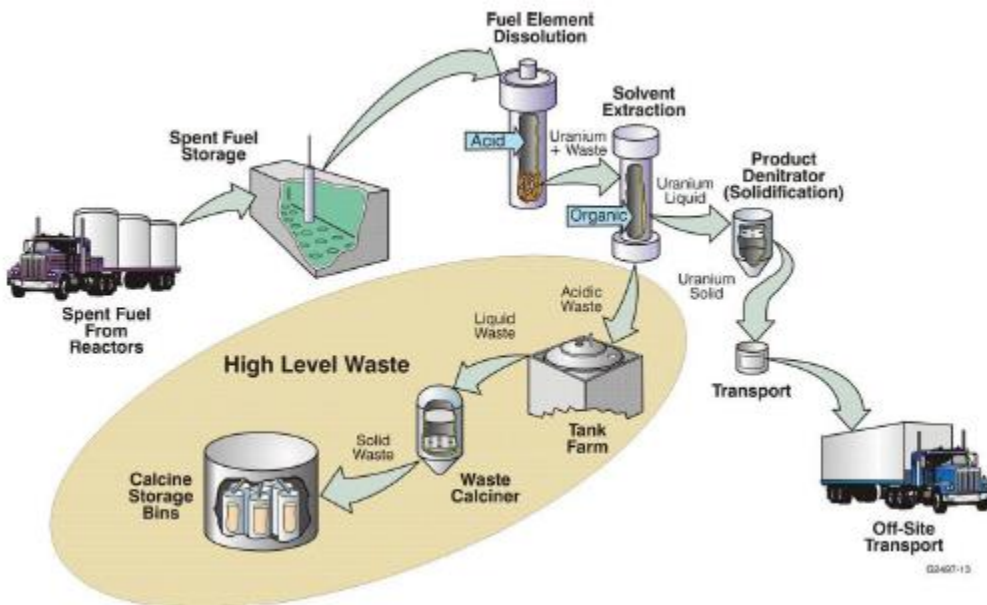 Fuel Element
Dissolution
Solvent
Extraction
Spent Fuel
Storage
Acid
Uranium
+ Waste
Product
Denitrator
(Solidification)
Uranium
Liquid
Organic
Uranium
Solid
Spent Fuel
From
Reactors
Acidic
Waste
Liquid
Waste
High Level Waste
Transport
Tank
Farm
Solid
Waste
Calcine
Storage
Bins
Waste
Calciner
Off-Site
Transport